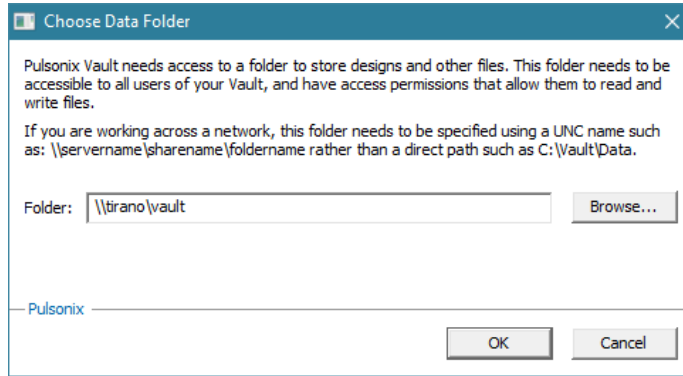 Choose Data Folder
Pulsonix Vault needs access to a folder to store designs and other files. This folder needs to be
accessible to all users of your Vault, and have access permissions that allow them to read and
write files.
If you are working across a network, this folder needs to be specified using a UNC name such
as: \\servername\sharename\foldername rather than a direct path such as C:\Vault\Data.
Folder: \\tirano\vault Browse...
Pulsonix
OK Cancel